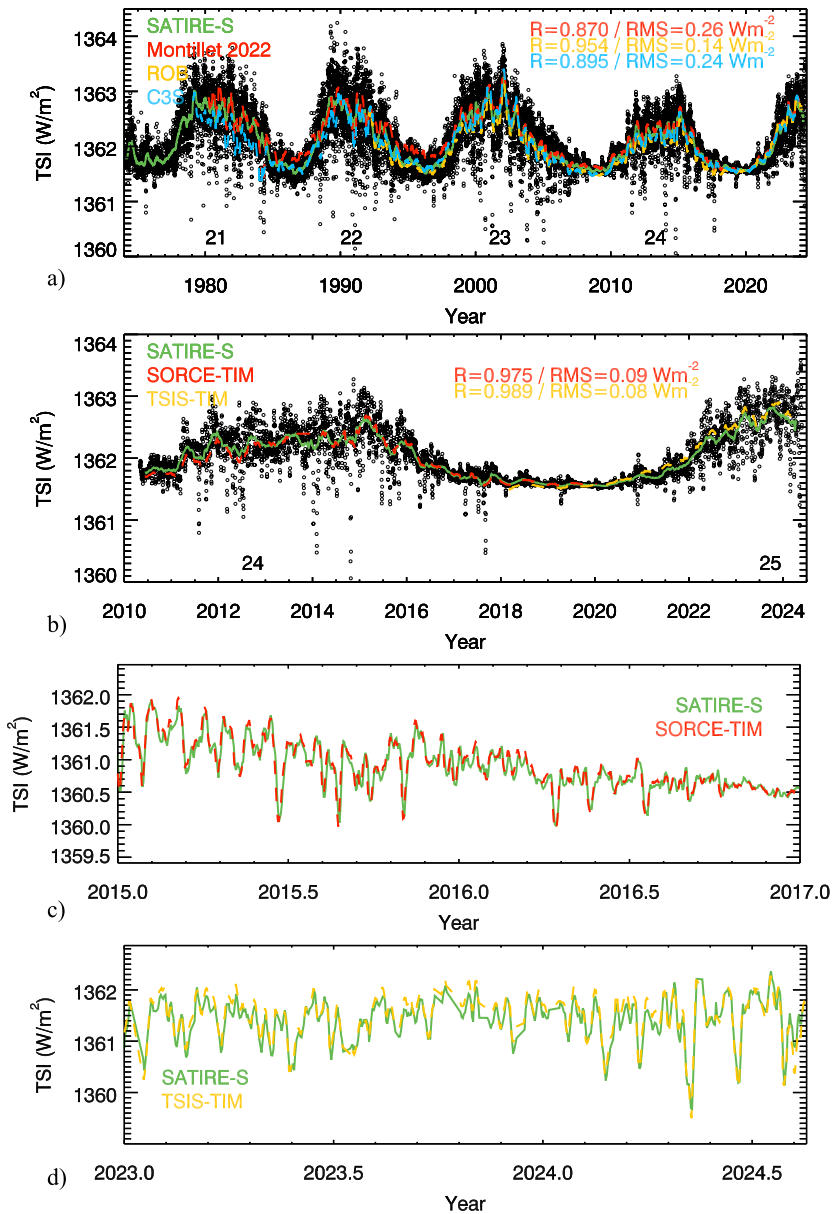 SATIRE-S
Montillet 2022
ROB
C3S
R=0.870 / RMS=0.26 Wm-2
R=0.954 / RMS=0.14 Wm-2
R=0.895 / RMS=0.24 Wm-2
1364
1363
1362
1361
1360
TSI (W/m²)
21
22
23
24
1980
1990
2000
2010
2020
Year
a)
SATIRE-S
SORCE-TIM
TSIS-TIM
R=0.975 / RMS=0.09 Wm-2
R=0.989 / RMS=0.08 Wm-2
1364
1363
1362
1361
1360
TSI (W/m²)
24
25
2010
2012
2014
2016
2018
2020
2022
2024
Year
b)
SATIRE-S
SORCE-TIM
1362.0
1361.5
1361.0
1360.5
1360.0
1359.5
TSI (W/m²)
2015.0
2015.5
2016.0
2016.5
2017.0
Year
c)
1362
1361
1360
TSI (W/m²)
SATIRE-S
TSIS-TIM
2023.0
2023.5
2024.0
2024.5
Year
d)